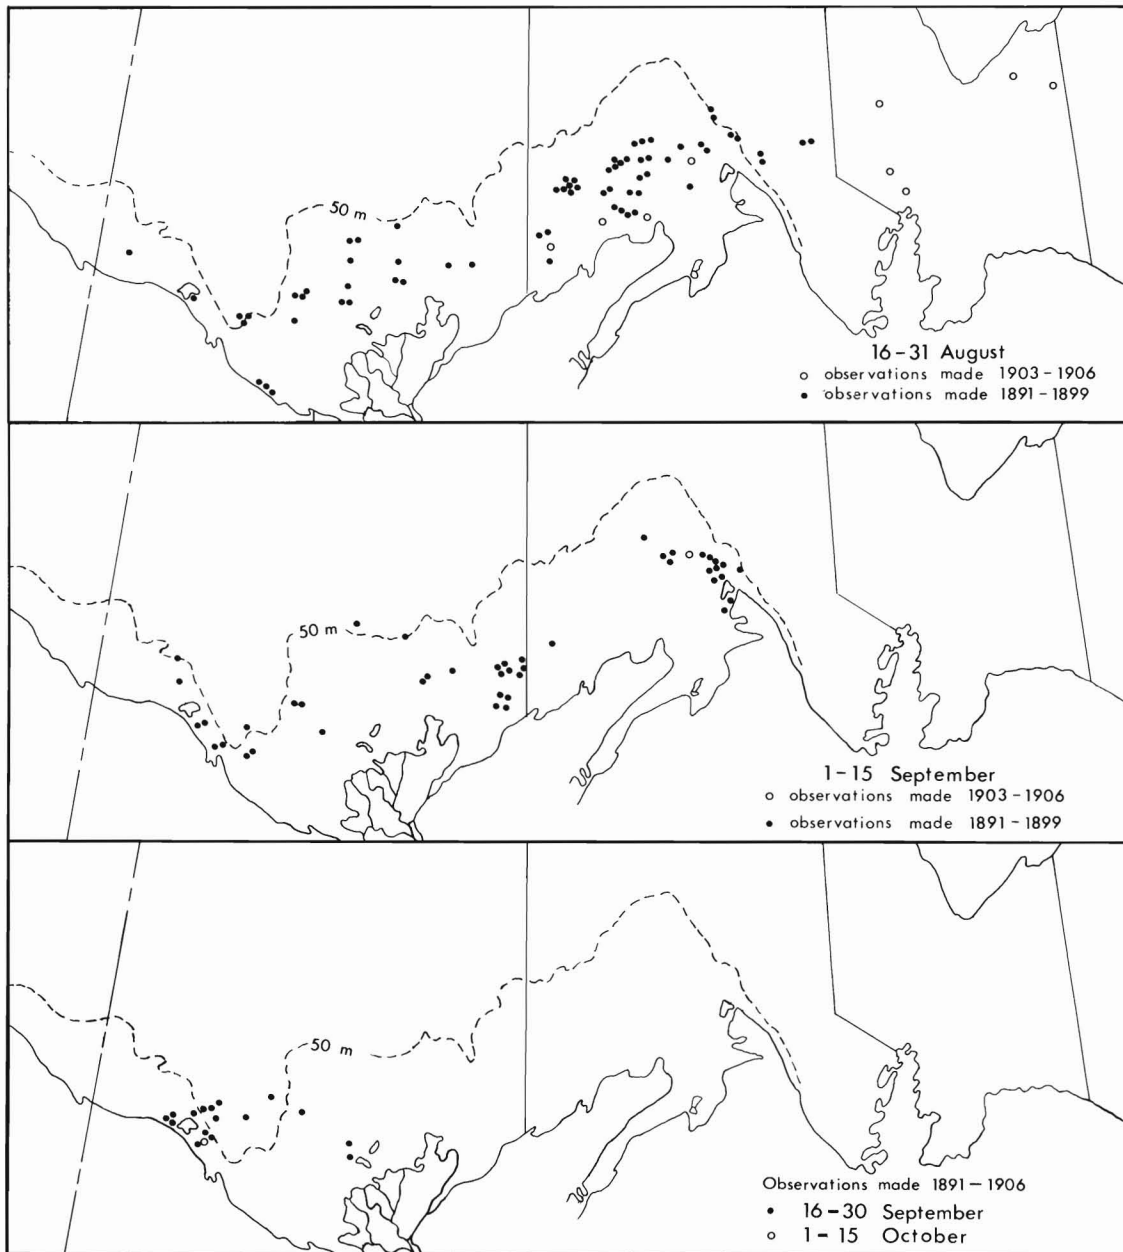 50 m
16-31 August
observations made 1903-1906
observations made 1891-1899
50 m
1-15 September
observations made 1903-1906
observations made 1891-1899
50 m
Observations made 1891-1906
16-30 September
1-15 October